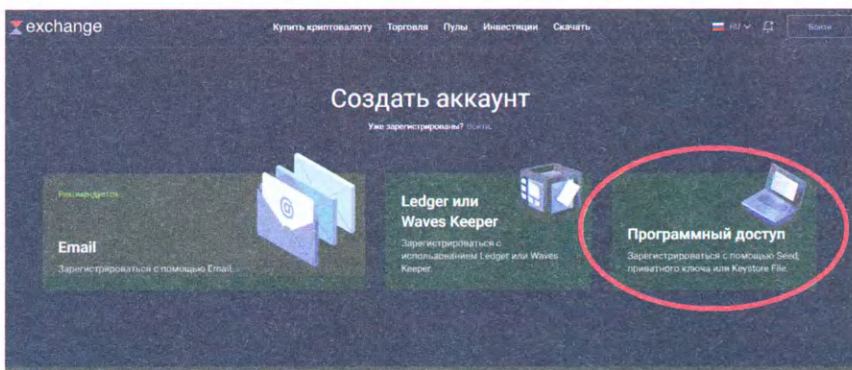 exchange
Купить криптовалюту Торговля Пулы Инвестиции Скачать
RU
Войти
Создать аккаунт
Уже зарегистрированы? Войти.
Рекомендуется
Email
Зарегистрироваться с помощью Email.
Ledger или
Waves Keeper
Зарегистрироваться с
использованием Ledger или Waves
Keeper.
Программный доступ
Зарегистрироваться с помощью Seed,
приватного ключа или Keystore File.